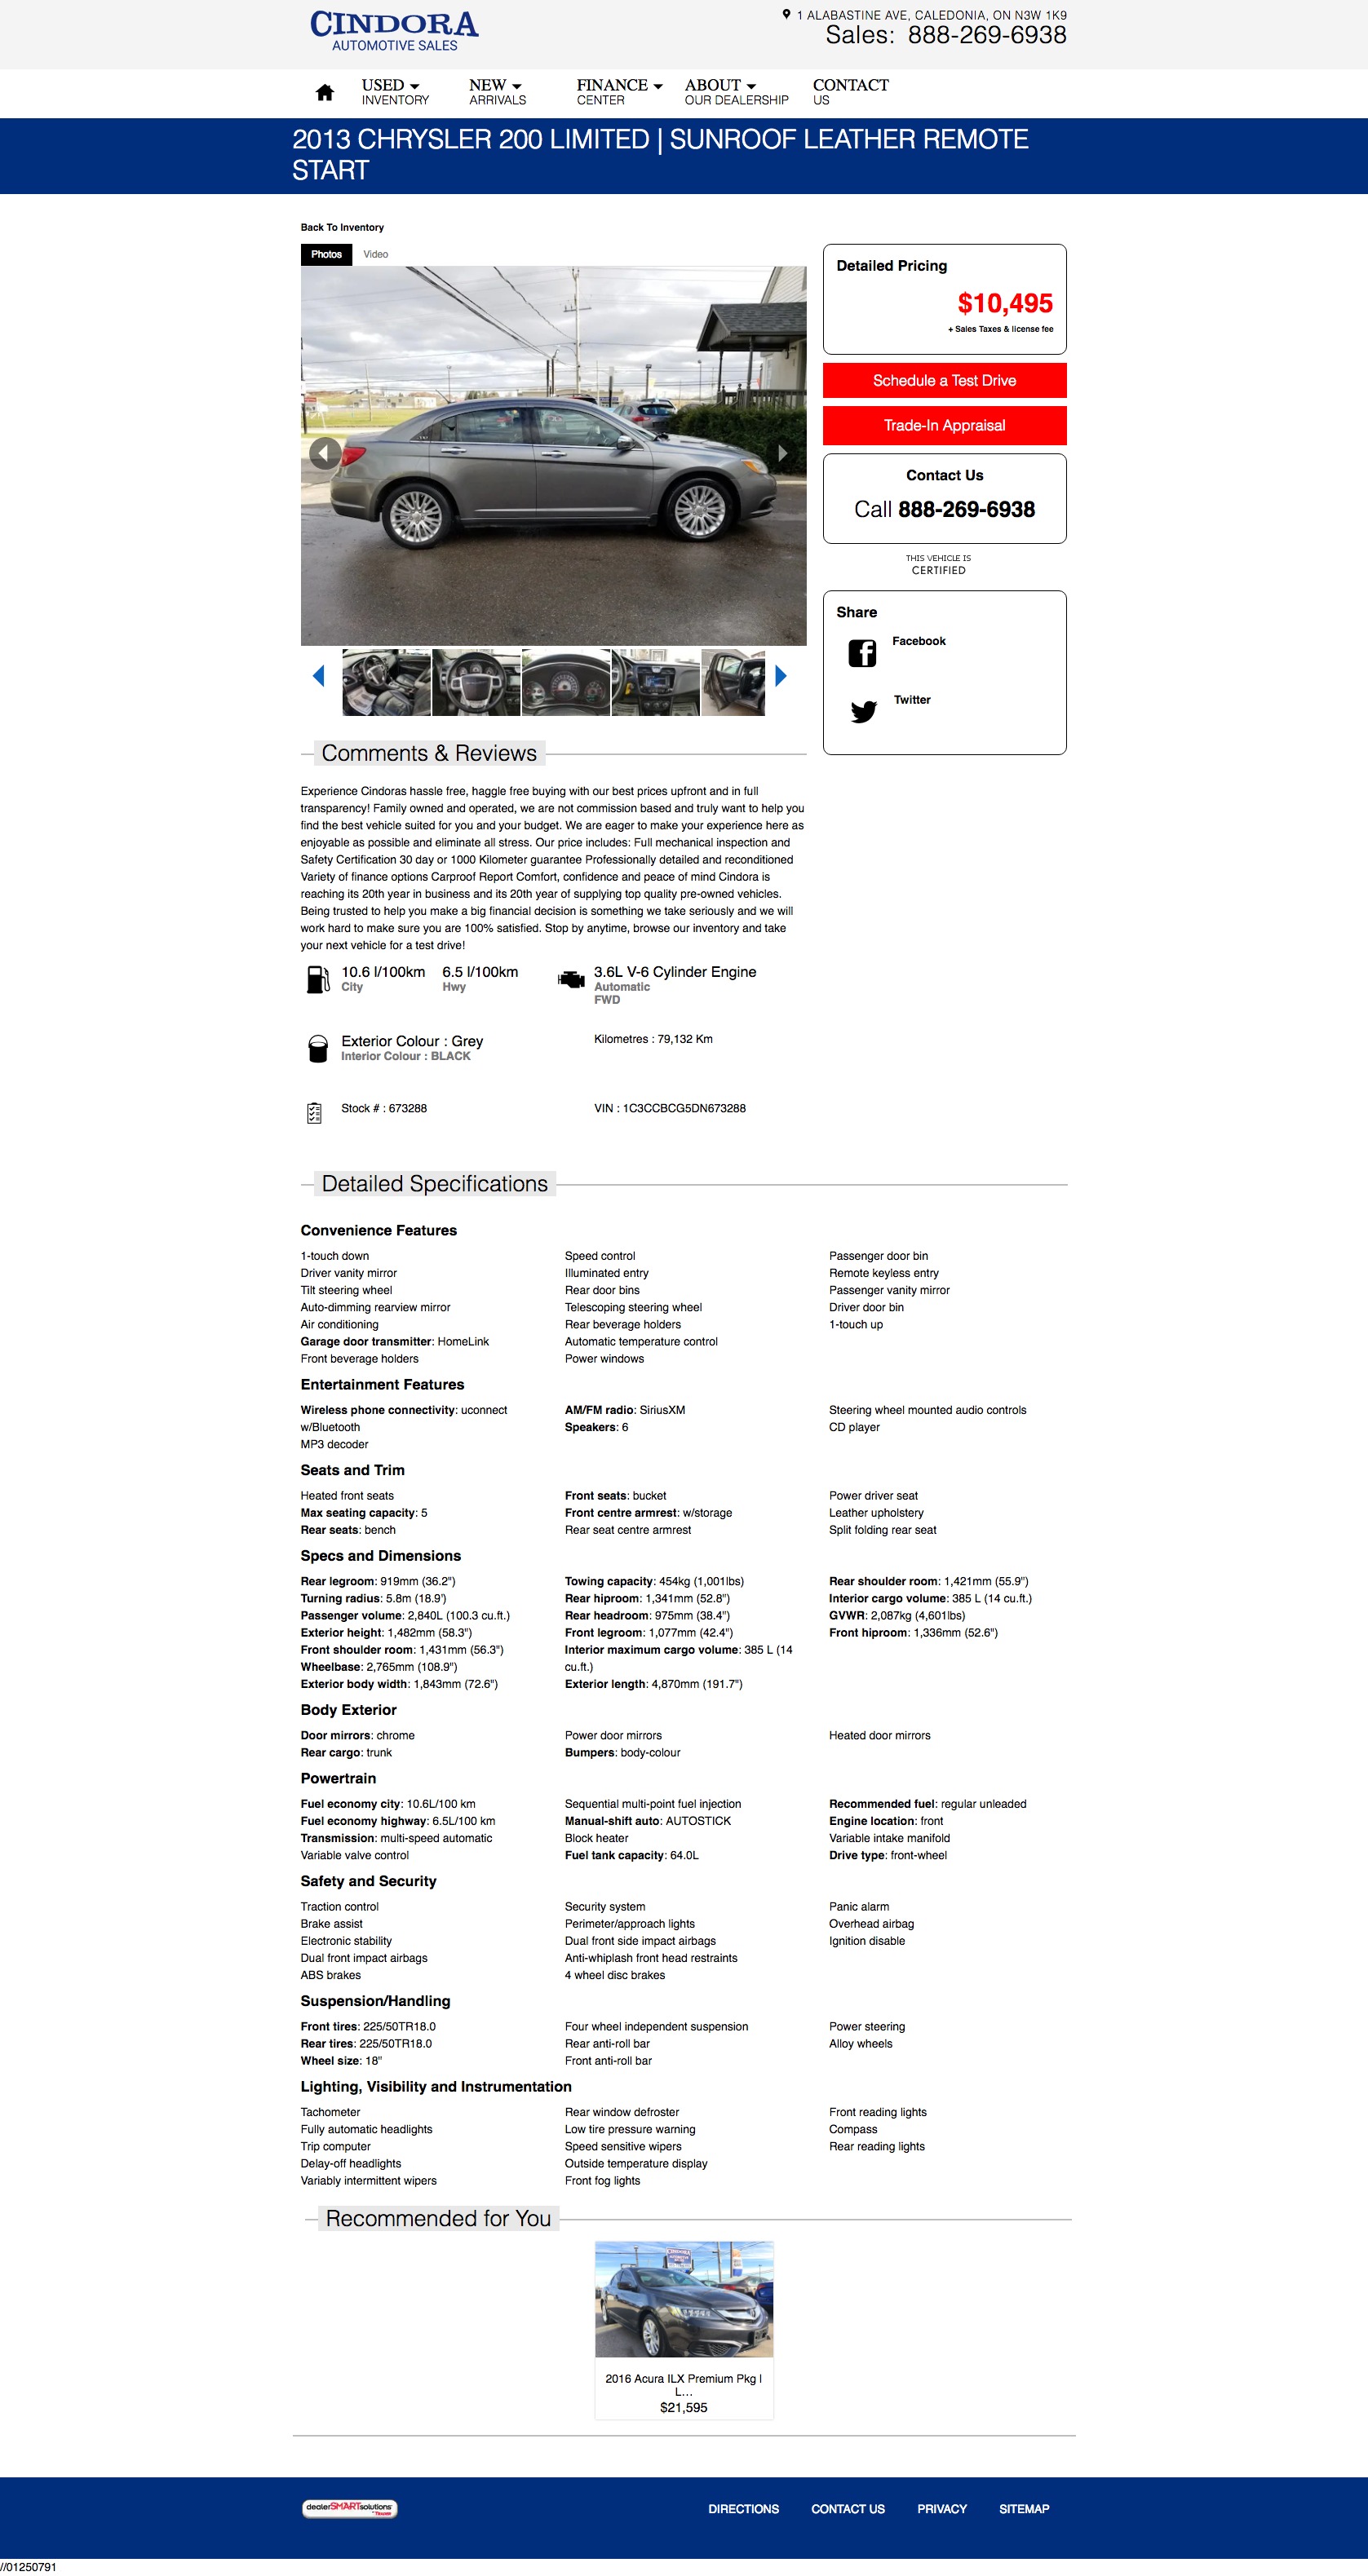 CINDORA
AUTOMOTIVE SALES
1 ALABASTINE AVE, CALEDONIA, ON N3W 1K9
Sales: 888-269-6938
USED
INVENTORY
NEW
ARRIVALS
FINANCE
CENTER
ABOUT
OUR DEALERSHIP
CONTACT
US
2013 CHRYSLER 200 LIMITED | SUNROOF LEATHER REMOTE
START
Back To Inventory
Photos Video
Detailed Pricing
$10,495
+ Sales Taxes & license fee
Schedule a Test Drive
Trade-In Appraisal
Contact Us
Call 888-269-6938
THIS VEHICLE IS
CERTIFIED
Share
Facebook
Twitter
Comments & Reviews
Experience Cindoras hassle free, haggle free buying with our best prices upfront and in full
transparency! Family owned and operated, we are not commission based and truly want to help you
find the best vehicle suited for you and your budget. We are eager to make your experience here as
enjoyable as possible and eliminate all stress. Our price includes: Full mechanical inspection and
Safety Certification 30 day or 1000 Kilometer guarantee Professionally detailed and reconditioned
Variety of finance options Carproof Report Comfort, confidence and peace of mind Cindora is
reaching its 20th year in business and its 20th year of supplying top quality pre-owned vehicles.
Being trusted to help you make a big financial decision is something we take seriously and we will
work hard to make sure you are 100% satisfied. Stop by anytime, browse our inventory and take
your next vehicle for a test drive!
10.6 l/100km 6.5 l/100km 3.6L V-6 Cylinder Engine
City Hwy Automatic
FWD
Exterior Colour : Grey Kilometres : 79,132 Km
Interior Colour : BLACK
Stock # : 673288 VIN : 1C3CCBCG5DN673288
Detailed Specifications
Convenience Features
1-touch down Speed control Passenger door bin
Driver vanity mirror Illuminated entry Remote keyless entry
Tilt steering wheel Rear door bins Passenger vanity mirror
Auto-dimming rearview mirror Telescoping steering wheel Driver door bin
Air conditioning Rear beverage holders 1-touch up
Garage door transmitter: HomeLink Automatic temperature control
Front beverage holders Power windows
Entertainment Features
Wireless phone connectivity: uconnect AM/FM radio: SiriusXM Steering wheel mounted audio controls
w/Bluetooth Speakers: 6 CD player
MP3 decoder
Seats and Trim
Heated front seats Front seats: bucket Power driver seat
Max seating capacity: 5 Front centre armrest: w/storage Leather upholstery
Rear seats: bench Rear seat centre armrest Split folding rear seat
Specs and Dimensions
Rear legroom: 919mm (36.2") Towing capacity: 454kg (1,001lbs) Rear shoulder room: 1,421mm (55.9")
Turning radius: 5.8m (18.9') Rear hiproom: 1,341mm (52.8") Interior cargo volume: 385 L (14 cu.ft.)
Passenger volume: 2,840L (100.3 cu.ft.) Rear headroom: 975mm (38.4") GVWR: 2,087kg (4,601lbs)
Exterior height: 1,482mm (58.3") Front legroom: 1,077mm (42.4") Front hiproom: 1,336mm (52.6")
Front shoulder room: 1,431mm (56.3") Interior maximum cargo volume: 385 L (14
Wheelbase: 2,765mm (108.9") cu.ft.)
Exterior body width: 1,843mm (72.6") Exterior length: 4,870mm (191.7")
Body Exterior
Door mirrors: chrome Power door mirrors Heated door mirrors
Rear cargo: trunk Bumpers: body-colour
Powertrain
Fuel economy city: 10.6L/100 km Sequential multi-point fuel injection Recommended fuel: regular unleaded
Fuel economy highway: 6.5L/100 km Manual-shift auto: AUTOSTICK Engine location: front
Transmission: multi-speed automatic Block heater Variable intake manifold
Variable valve control Fuel tank capacity: 64.0L Drive type: front-wheel
Safety and Security
Traction control Security system Panic alarm
Brake assist Perimeter/approach lights Overhead airbag
Electronic stability Dual front side impact airbags Ignition disable
Dual front impact airbags Anti-whiplash front head restraints
ABS brakes 4 wheel disc brakes
Suspension/Handling
Front tires: 225/50TR18.0 Four wheel independent suspension Power steering
Rear tires: 225/50TR18.0 Rear anti-roll bar Alloy wheels
Wheel size: 18" Front anti-roll bar
Lighting, Visibility and Instrumentation
Tachometer Rear window defroster Front reading lights
Fully automatic headlights Low tire pressure warning Compass
Trip computer Speed sensitive wipers Rear reading lights
Delay-off headlights Outside temperature display
Variably intermittent wipers Front fog lights
Recommended for You
CINDORA
2016 Acura ILX Premium Pkg |
L...
$21,595
dealerSMARTsolutions
DIRECTIONS CONTACT US PRIVACY SITEMAP
//01250791